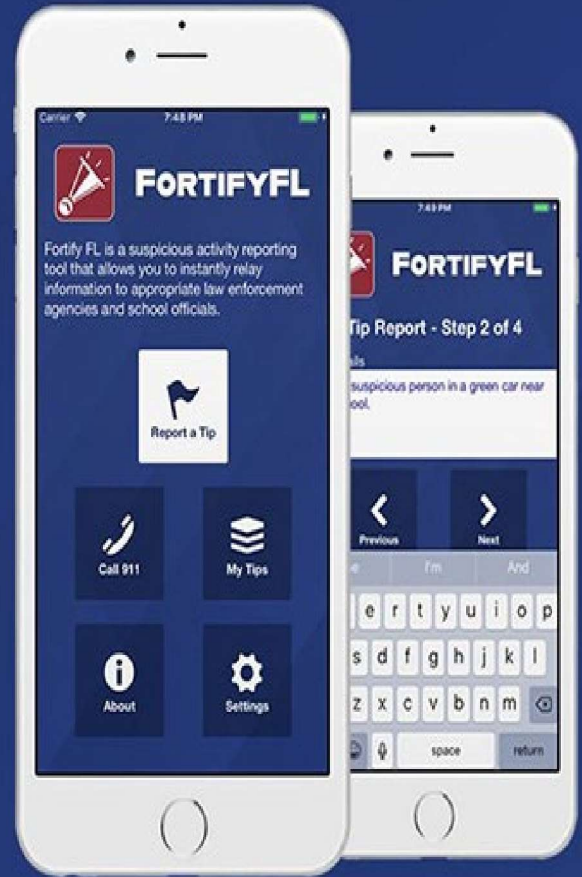 Carrier 7:48 PM
FORTIFYFL
Fortify FL is a suspicious activity reporting
tool that allows you to instantly relay
information to appropriate law enforcement
agencies and school officials.
Report a Tip
Call 911
My Tips
About
Settings
7:49 PM
FORTIFYFL
Tip Report - Step 2 of 4
suspicious person in a green car near
Previous
Next
I'm
And
e r t y u i o p
s d f g h j k l
z x c v b n m
space
return